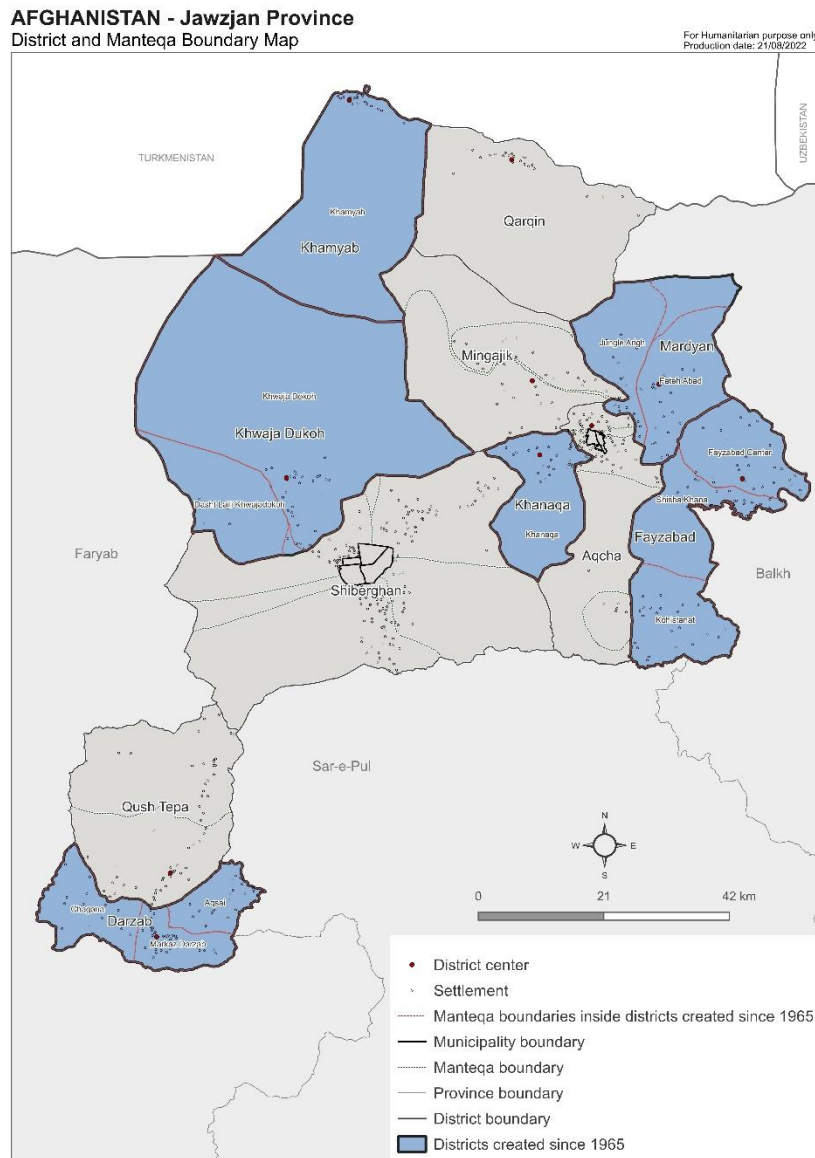 AFGHANISTAN - Jawzjan Province
District and Manteqa Boundary Map
For Humanitarian purpose only
Production date: 21/08/2022
TURKMENISTAN
UZBEKISTAN
Khamyab
Khamyab
Qarqin
Mingajik
Jungle Arigh
Mardyan
Fateh Abad
Khwaja Dokoh
Khwaja Dukoh
Fayzabad Center
Dasht Laili Khwajadokoh
Khanaqa
Khanaqa
Shisha Khana
Fayzabad
Faryab
Aqcha
Balkh
Shiberghan
Kohistanat
Sar-e-Pul
Qush Tepa
N
W
E
S
0
21
42 km
Chagana
Darzab
Aqsai
Markaz Darzab
District center
Settlement
Manteqa boundaries inside districts created since 1965
Municipality boundary
Manteqa boundary
Province boundary
District boundary
Districts created since 1965